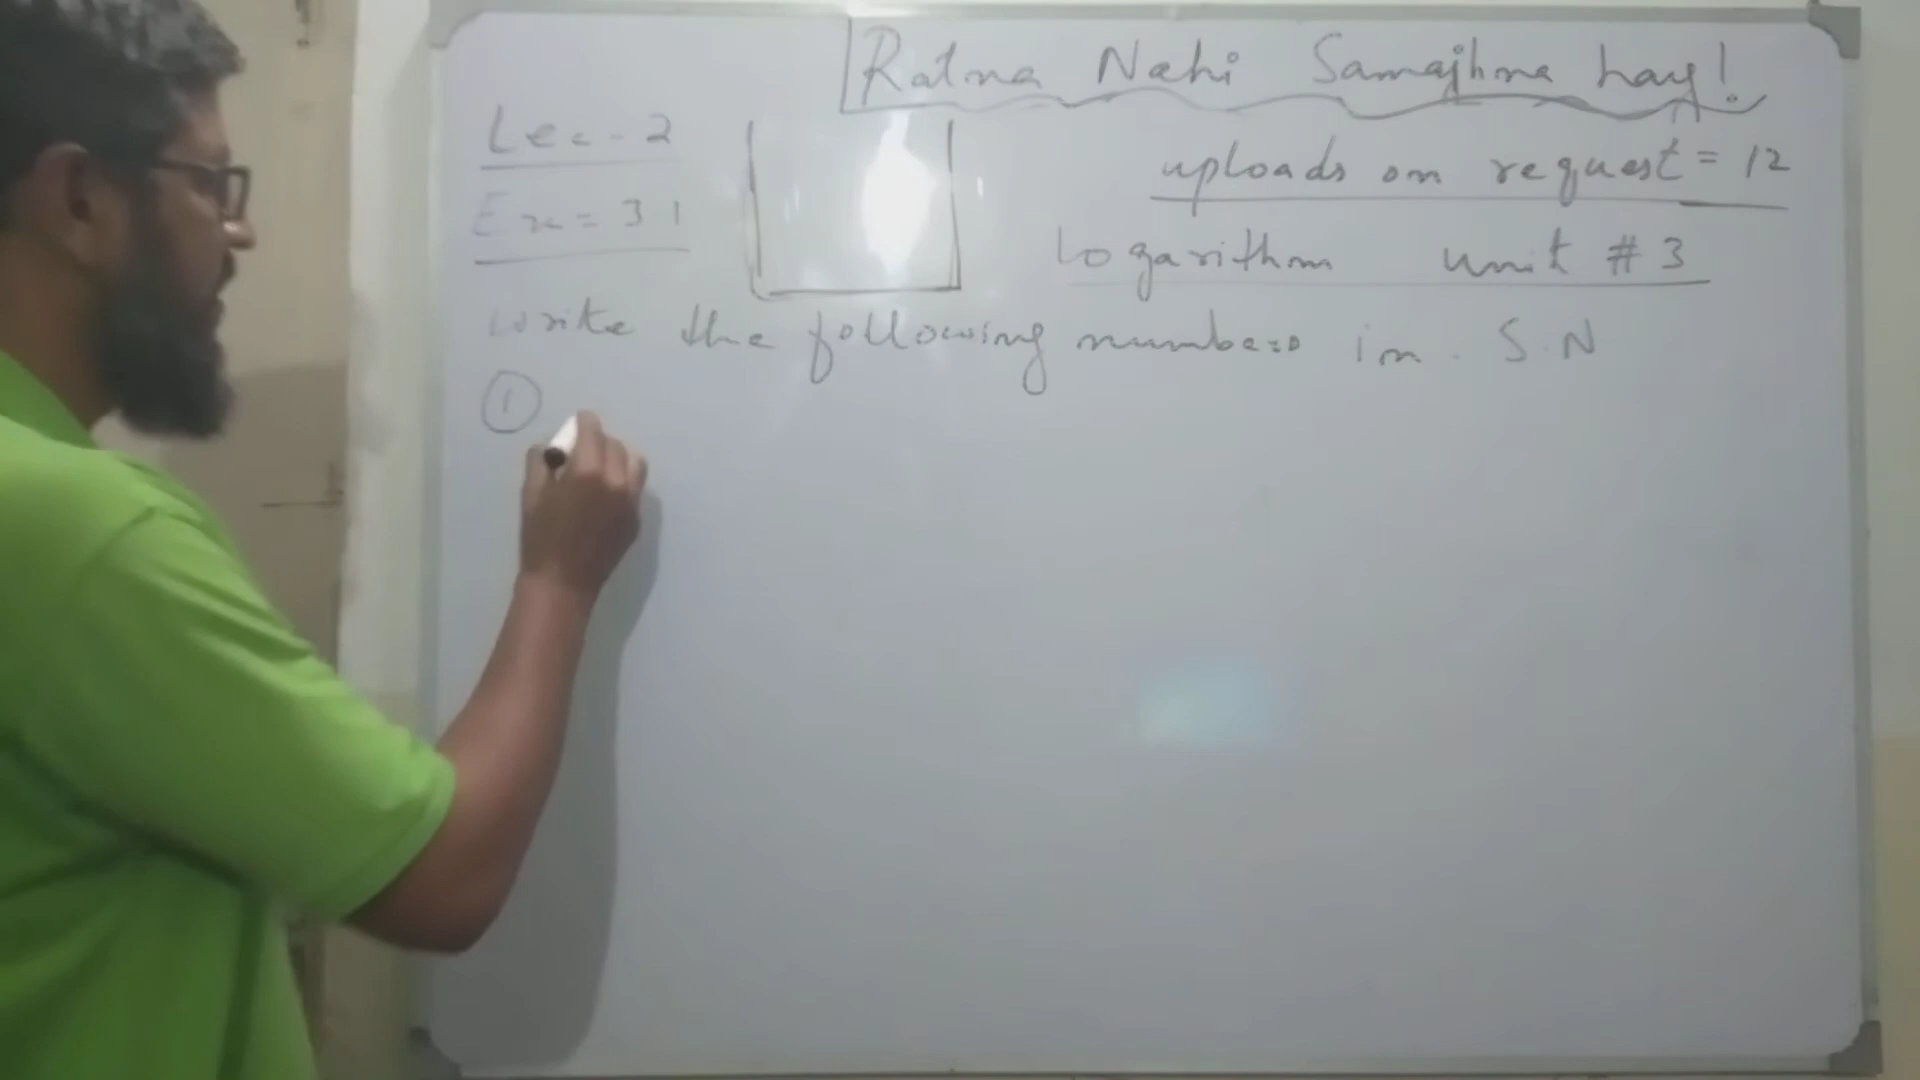 Ratna Nahi Samajhna hay!
Lec-2
uploads on request = 12
Ex = 3.1
Logarithm unit # 3
write the following numbers in S.N
①